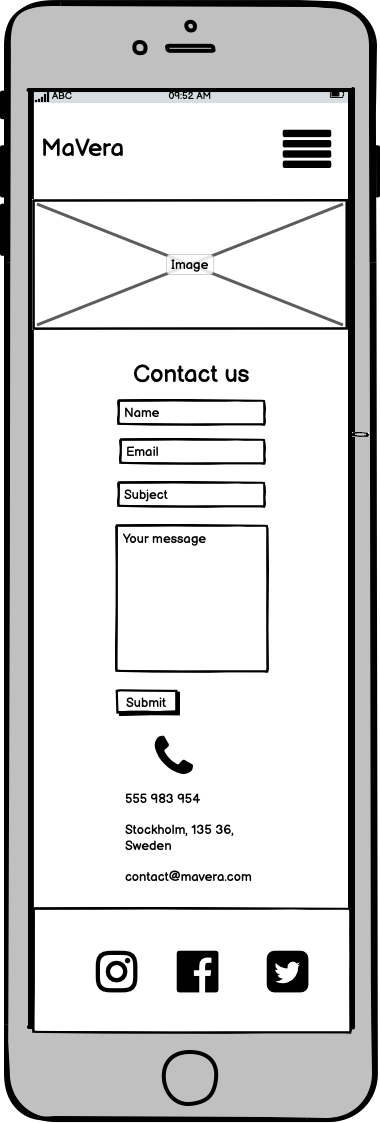 ABC 09:52 AM
MaVera
Image
Contact us
Name
Email
Subject
Your message
Submit
555 983 954
Stockholm, 135 36,
Sweden
contact@mavera.com